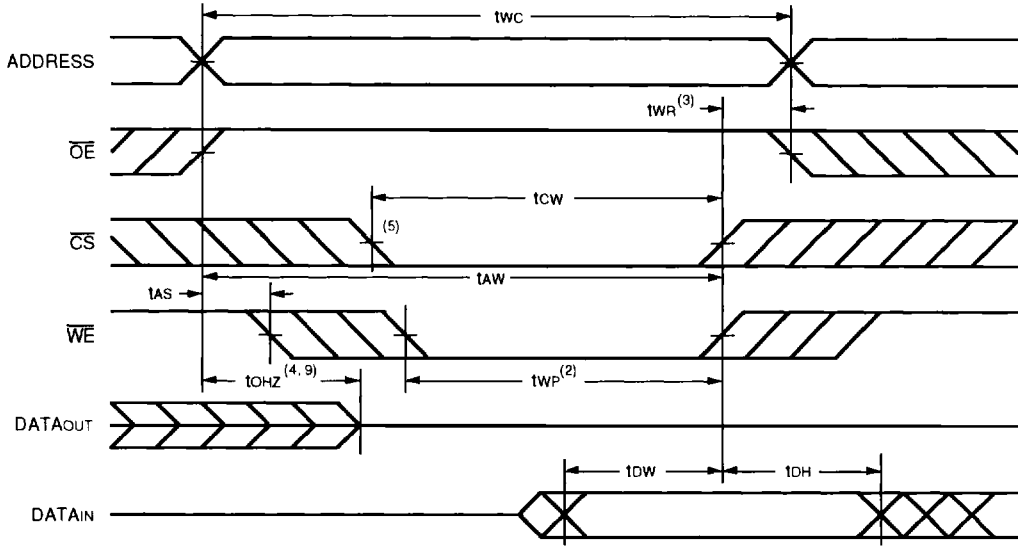 tWC
ADDRESS
tWR(3)
OE
tCW
CS
(5)
tAW
tAS
WE
tOHZ(4, 9)
tWP(2)
DATAOUT
tDW
tDH
DATAIN